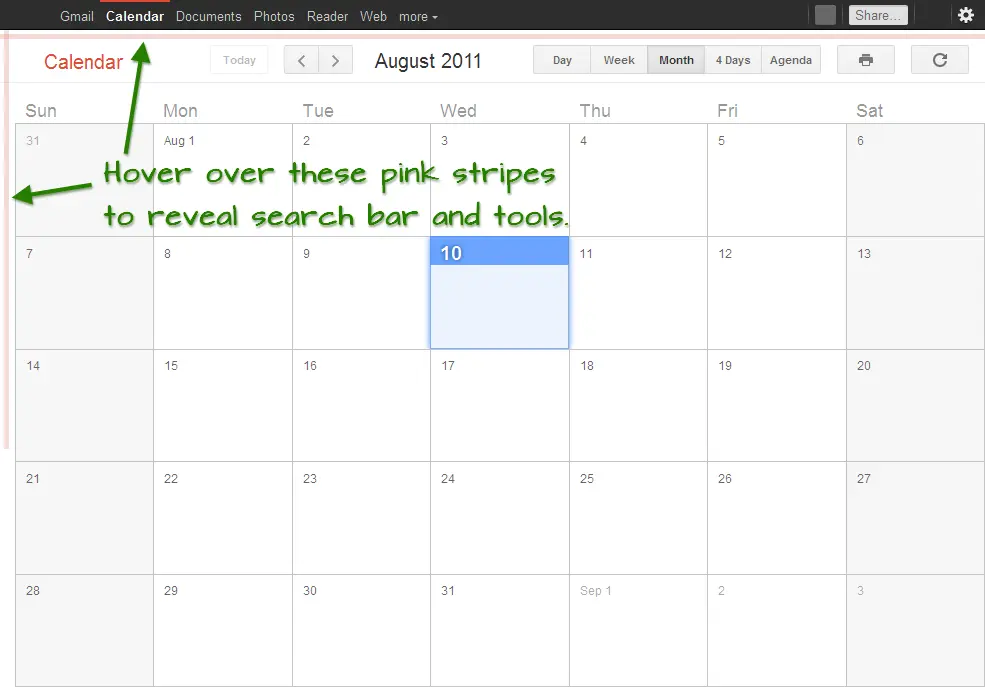 Gmail Calendar Documents Photos Reader Web more Share...
Calendar Today August 2011 Day Week Month 4 Days Agenda
Sun Mon Tue Wed Thu Fri Sat
31 Aug 1 2 3 4 5 6
Hover over these pink stripes
to reveal search bar and tools.
7 8 9 10 11 12 13
14 15 16 17 18 19 20
21 22 23 24 25 26 27
28 29 30 31 Sep 1 2 3